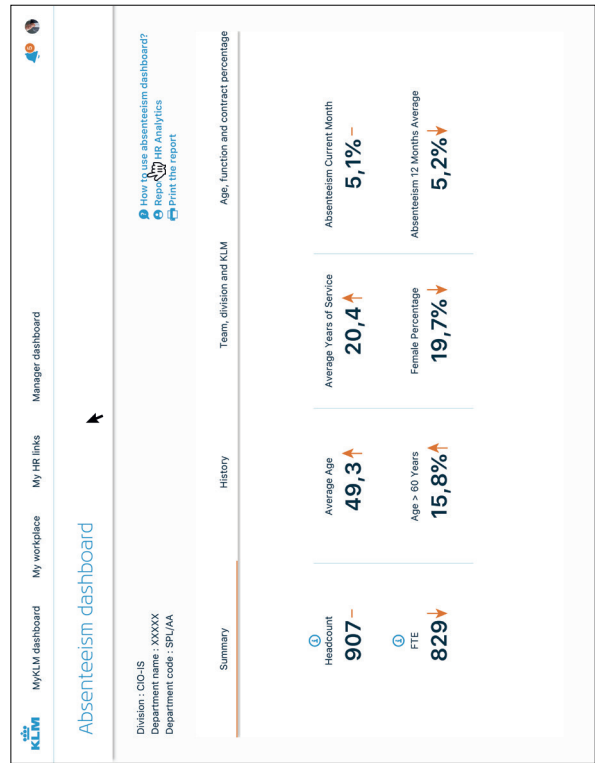 KLM MyKLM dashboard My workplace My HR links Manager dashboard
Absenteeism dashboard
Division : CIO-IS
Department name : XXXXX
Department code : SPL/AA
How to use absenteeism dashboard?
Repo HR Analytics
Print the report
Summary History Team, division and KLM Age, function and contract percentage
Headcount Average Age Average Years of Service Absenteeism Current Month
907 49,3 20,4 5,1%
FTE Age > 60 Years Female Percentage Absenteeism 12 Months Average
829 15,8% 19,7% 5,2%